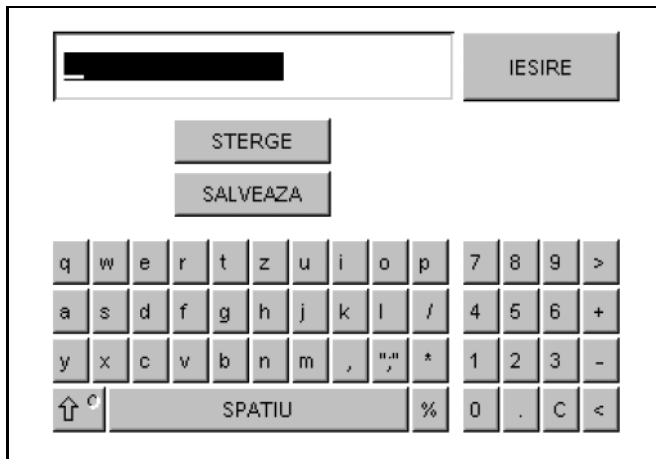 IESIRE
STERGE
SALVEAZA
q w e r t z u i o p 7 8 9 >
a s d f g h j k l / 4 5 6 +
y x c v b n m , ";" * 1 2 3 -
SPATIU % 0 . C <